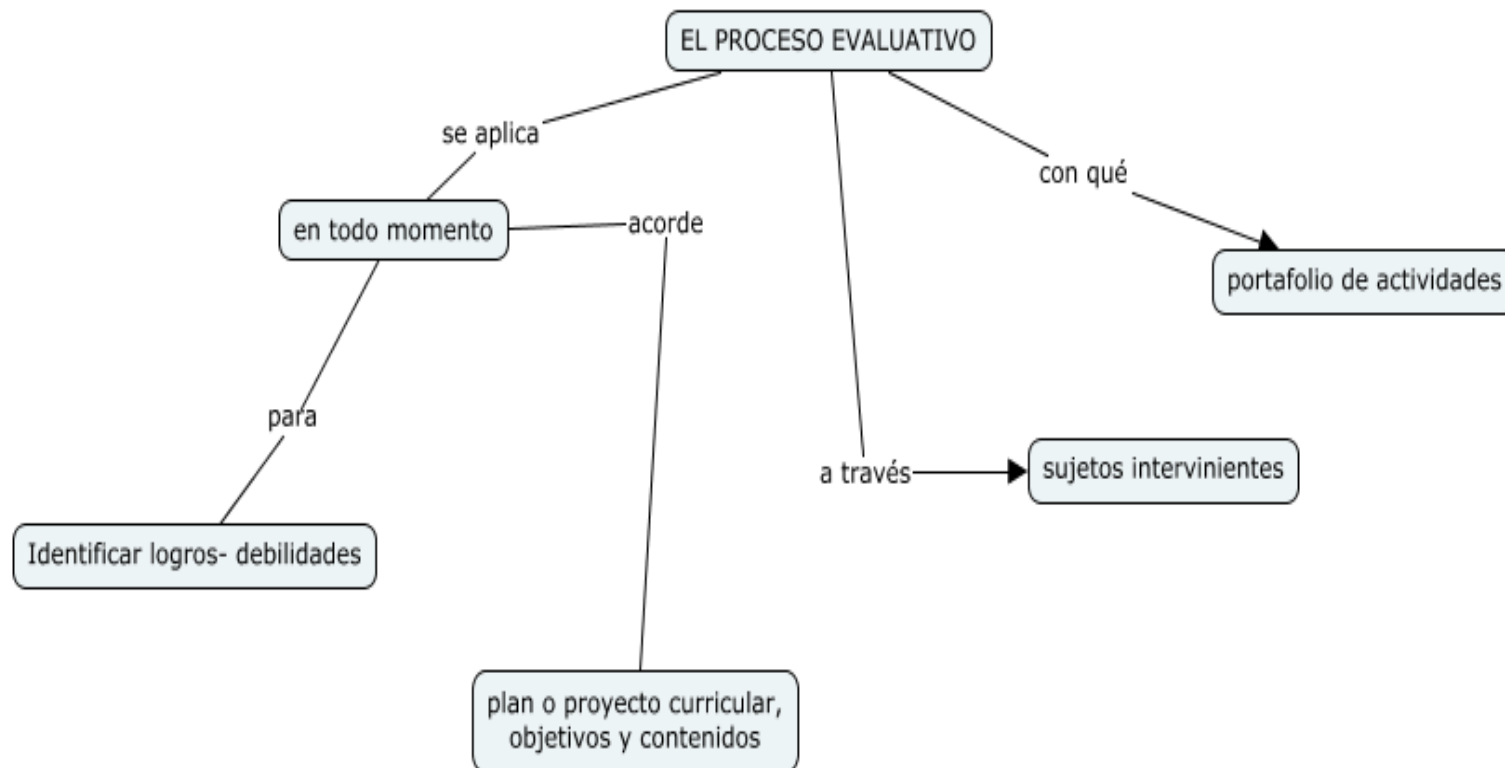 EL PROCESO EVALUATIVO
se aplica
con qué
en todo momento
acorde
portafolio de actividades
para
a través
sujetos intervinientes
Identificar logros- debilidades
plan o proyecto curricular,
objetivos y contenidos